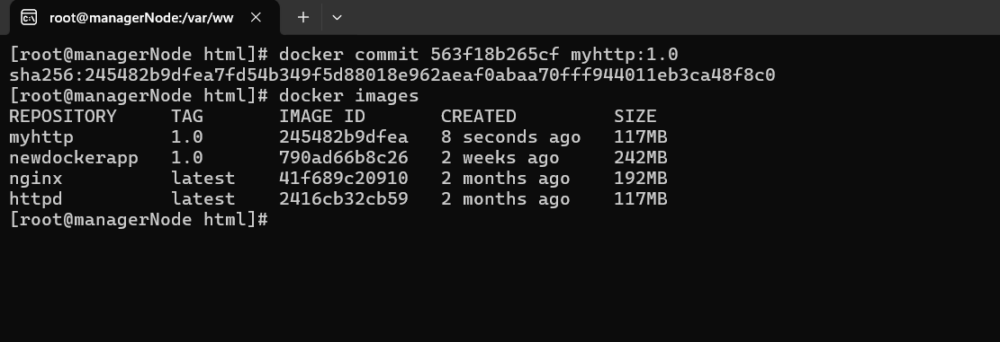 root@managerNode:/var/ww
[root@managerNode html]# docker commit 563f18b265cf myhttp:1.0
sha256:245482b9dfea7fd54b349f5d88018e962aeaf0abaa70fff944011eb3ca48f8c0
[root@managerNode html]# docker images
REPOSITORY     TAG       IMAGE ID       CREATED         SIZE
myhttp         1.0       245482b9dfea   8 seconds ago   117MB
newdockerapp   1.0       790ad66b8c26   2 weeks ago     242MB
nginx          latest    41f689c20910   2 months ago    192MB
httpd          latest    2416cb32cb59   2 months ago    117MB
[root@managerNode html]#